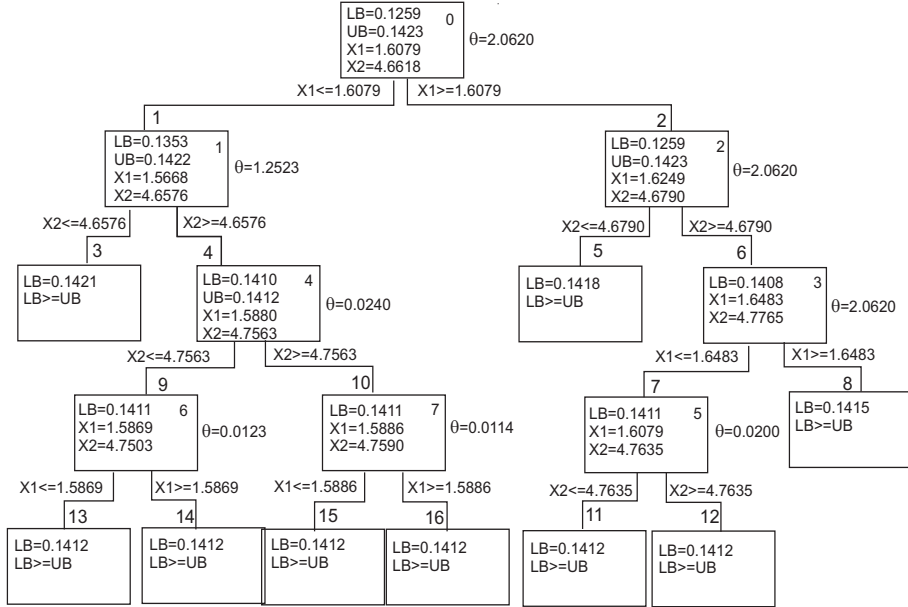 LB=0.1259 0
UB=0.1423
X1=1.6079
X2=4.6618
θ=2.0620
X1<=1.6079 X1>=1.6079
1
LB=0.1353 1
UB=0.1422
X1=1.5668
X2=4.6576
θ=1.2523
2
LB=0.1259 2
UB=0.1423
X1=1.6249
X2=4.6790
θ=2.0620
X2<=4.6576 X2>=4.6576
X2<=4.6790 X2>=4.6790
3
LB=0.1421
LB>=UB
4
LB=0.1410 4
UB=0.1412
X1=1.5880
X2=4.7563
θ=0.0240
5
LB=0.1418
LB>=UB
6
LB=0.1408 3
X1=1.6483
X2=4.7765
θ=2.0620
X2<=4.7563 X2>=4.7563
X1<=1.6483 X1>=1.6483
9
LB=0.1411 6
X1=1.5869
X2=4.7503
θ=0.0123
10
LB=0.1411 7
X1=1.5886
X2=4.7590
θ=0.0114
7
LB=0.1411 5
X1=1.6079
X2=4.7635
θ=0.0200
8
LB=0.1415
LB>=UB
X1<=1.5869 X1>=1.5869
X1<=1.5886 X1>=1.5886
X2<=4.7635 X2>=4.7635
13
LB=0.1412
LB>=UB
14
LB=0.1412
LB>=UB
15
LB=0.1412
LB>=UB
16
LB=0.1412
LB>=UB
11
LB=0.1412
LB>=UB
12
LB=0.1412
LB>=UB